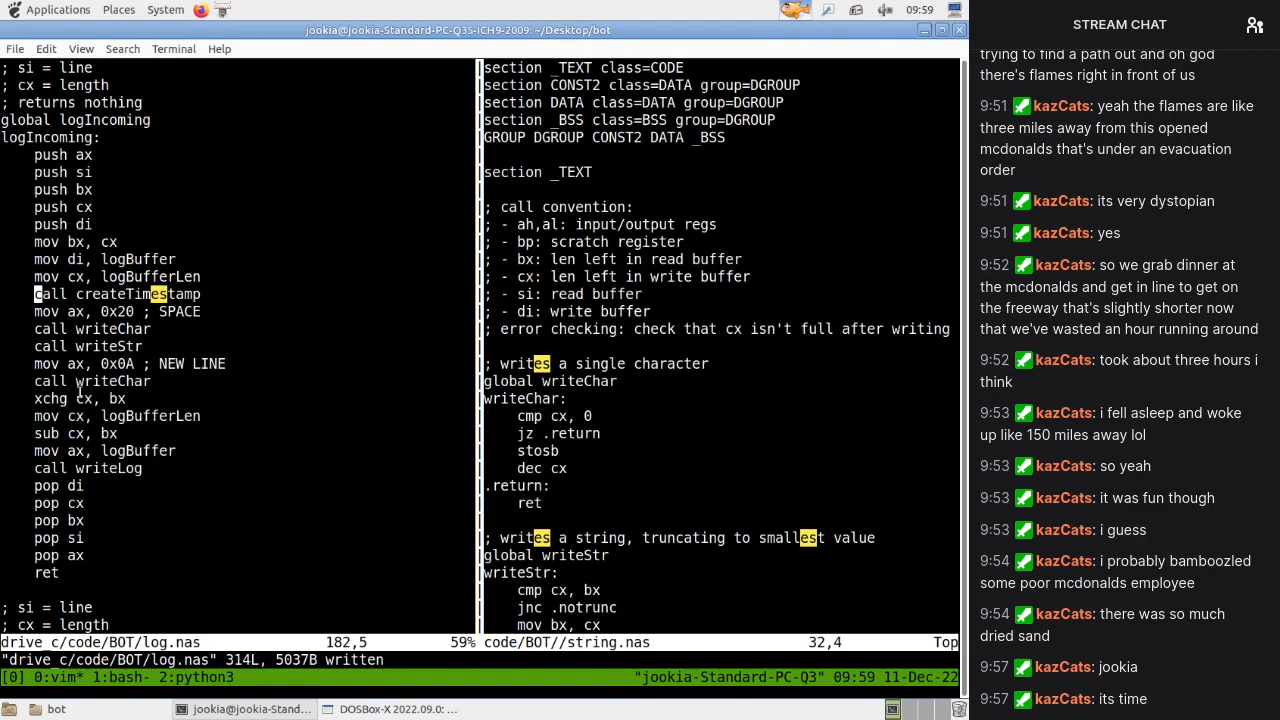 Applications Places System 09:59
jookia@jookia-Standard-PC-Q35-ICH9-2009: ~/Desktop/bot
File Edit View Search Terminal Help
; si = line
; cx = length
; returns nothing
global logIncoming
logIncoming:
push ax
push si
push bx
push cx
push di
mov bx, cx
mov di, logBuffer
mov cx, logBufferLen
call createTimestamp
mov ax, 0x20 ; SPACE
call writeChar
call writeStr
mov ax, 0x0A ; NEW LINE
call writeChar
xchg cx, bx
mov cx, logBufferLen
sub cx, bx
mov ax, logBuffer
call writeLog
pop di
pop cx
pop bx
pop si
pop ax
ret
; si = line
; cx = length
drive_c/code/BOT/log.nas 182,5 59%
section _TEXT class=CODE
section CONST2 class=DATA group=DGROUP
section DATA class=DATA group=DGROUP
section _BSS class=BSS group=DGROUP
GROUP DGROUP CONST2 DATA _BSS
section _TEXT
; call convention:
; - ah,al: input/output regs
; - bp: scratch register
; - bx: len left in read buffer
; - cx: len left in write buffer
; - si: read buffer
; - di: write buffer
; error checking: check that cx isn't full after writing
; writes a single character
global writeChar
writeChar:
cmp cx, 0
jz .return
stosb
dec cx
.return:
ret
; writes a string, truncating to smallest value
global writeStr
writeStr:
cmp cx, bx
jnc .notrunc
mov bx, cx
code/BOT//string.nas 32,4 Top
"drive_c/code/BOT/log.nas" 314L, 5037B written
[0] 0:vim* 1:bash- 2:python3 "jookia-Standard-PC-Q3" 09:59 11-Dec-22
bot jookia@jookia-Stand... DOSBox-X 2022.09.0: ...
STREAM CHAT
trying to find a path out and oh god
there's flames right in front of us
9:51 kazCats: yeah the flames are like
three miles away from this opened
mcdonalds that's under an evacuation
order
9:51 kazCats: its very dystopian
9:51 kazCats: yes
9:52 kazCats: so we grab dinner at
the mcdonalds and get in line to get on
the freeway that's slightly shorter now
that we've wasted an hour running around
9:52 kazCats: took about three hours i
think
9:53 kazCats: i fell asleep and woke
up like 150 miles away lol
9:53 kazCats: so yeah
9:53 kazCats: it was fun though
9:53 kazCats: i guess
9:54 kazCats: i probably bamboozled
some poor mcdonalds employee
9:54 kazCats: there was so much
dried sand
9:57 kazCats: jookia
9:57 kazCats: its time